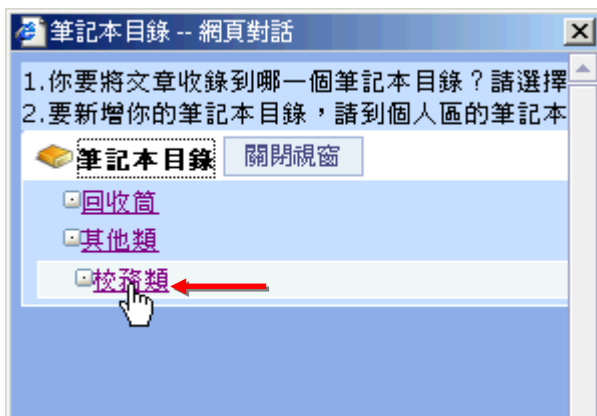 筆記本目錄 -- 網頁對話
1.你要將文章收錄到哪一個筆記本目錄？請選擇
2.要新增你的筆記本目錄，請到個人區的筆記本
筆記本目錄 關閉視窗
回收筒
其他類
校務類